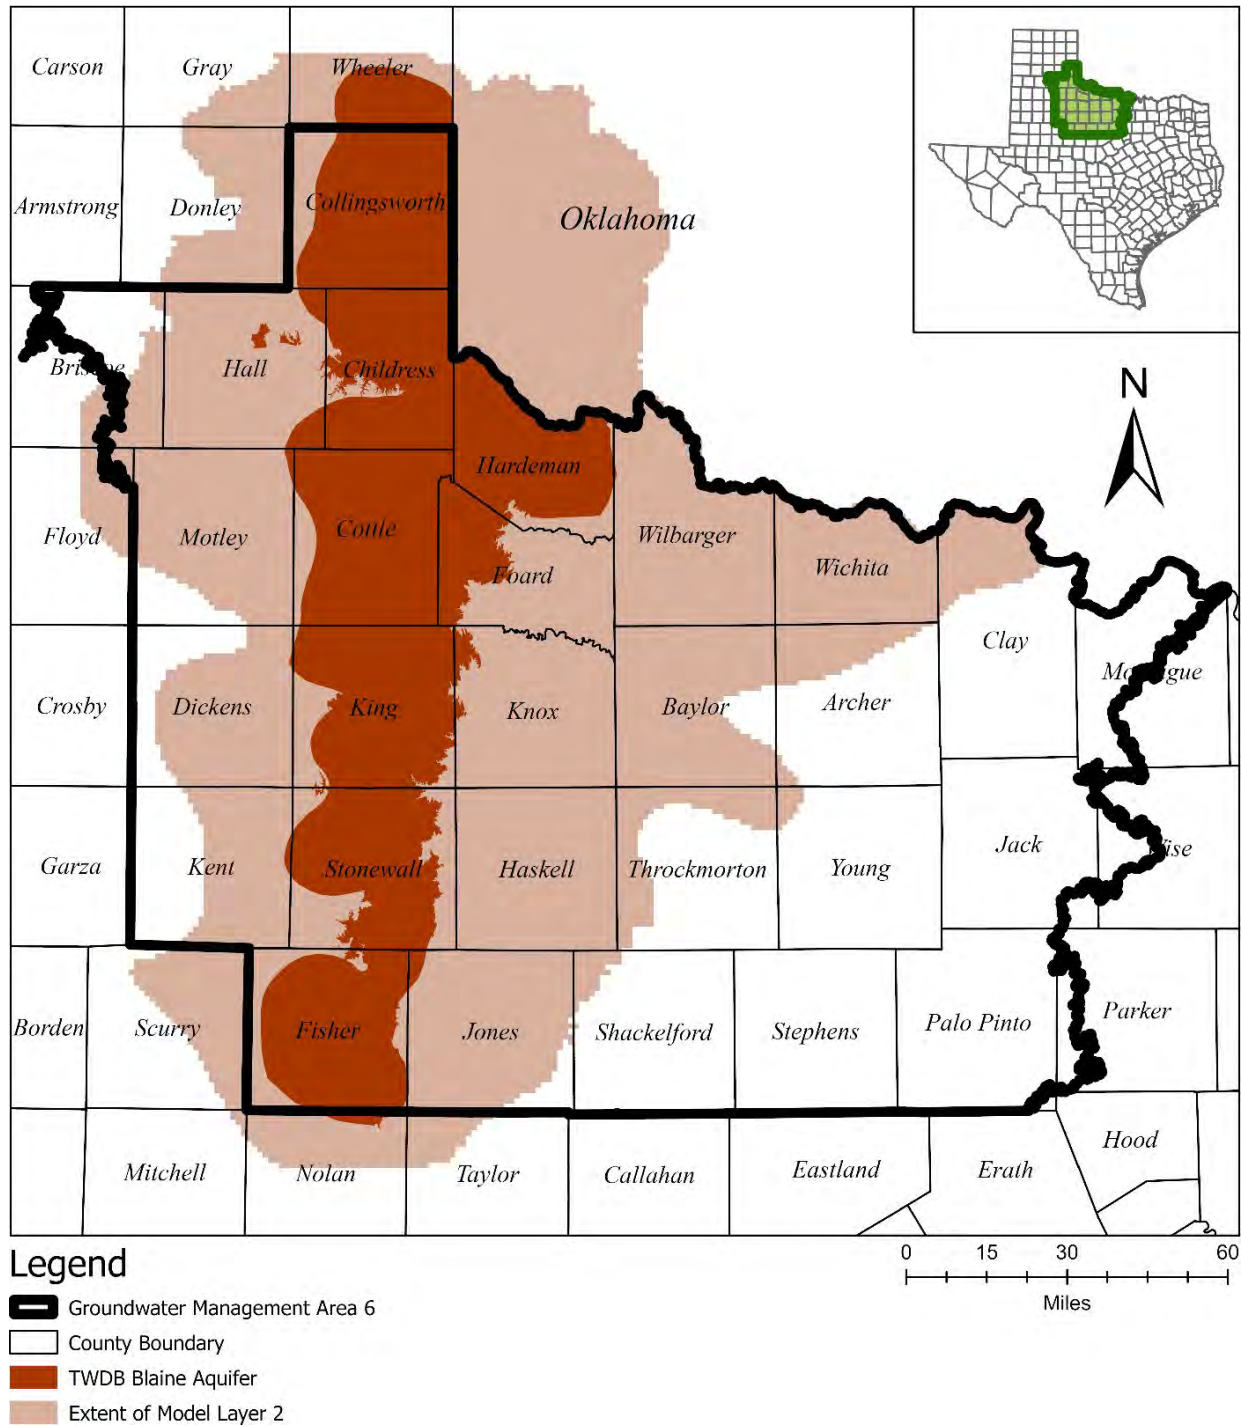 Carson
Gray
Wheeler
Armstrong
Donley
Collingsworth
Oklahoma
N
Briscoe
Hall
Childress
Hardeman
Floyd
Motley
Cottle
Foard
Wilbarger
Wichita
Clay
Montague
Crosby
Dickens
King
Knox
Baylor
Archer
Garza
Kent
Stonewall
Haskell
Throckmorton
Young
Jack
Wise
Borden
Scurry
Fisher
Jones
Shackelford
Stephens
Palo Pinto
Parker
Mitchell
Nolan
Taylor
Callahan
Eastland
Erath
Hood
Legend
Groundwater Management Area 6
County Boundary
TWDB Blaine Aquifer
Extent of Model Layer 2
0 15 30 60
Miles